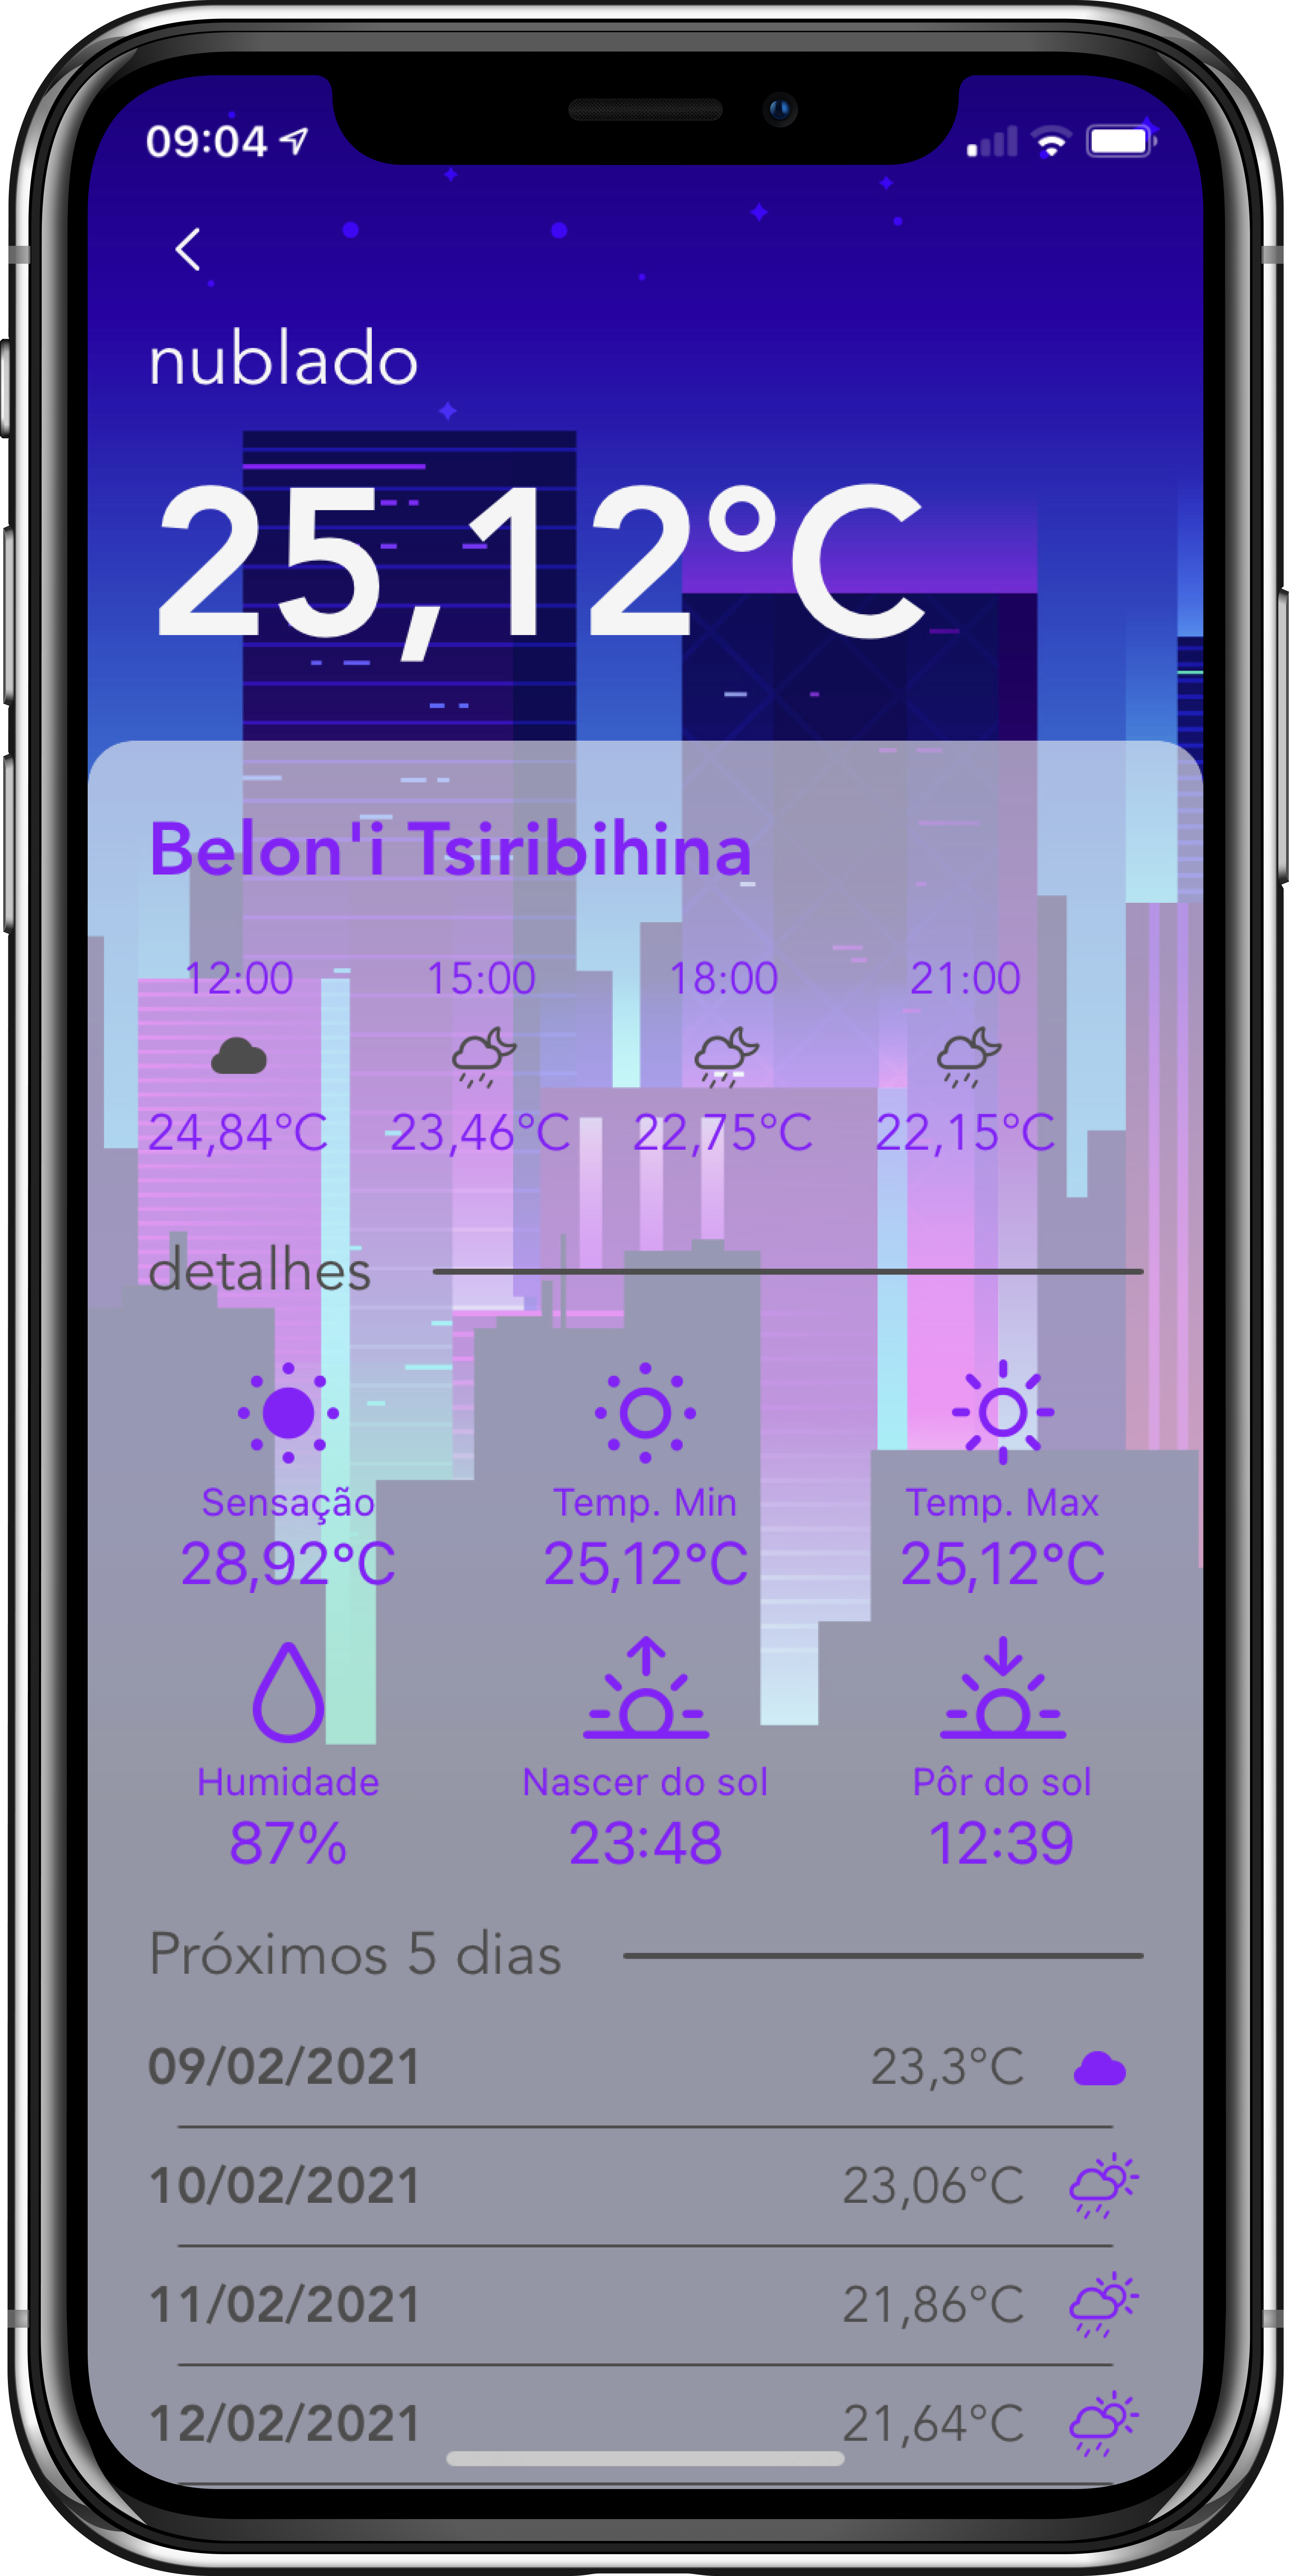 09:04
nublado
25,12°C
Belon'i Tsiribihina
12:00 15:00 18:00 21:00
24,84°C 23,46°C 22,75°C 22,15°C
detalhes
Sensação Temp. Min Temp. Max
28,92°C 25,12°C 25,12°C
Humidade Nascer do sol Pôr do sol
87% 23:48 12:39
Próximos 5 dias
09/02/2021 23,3°C
10/02/2021 23,06°C
11/02/2021 21,86°C
12/02/2021 21,64°C